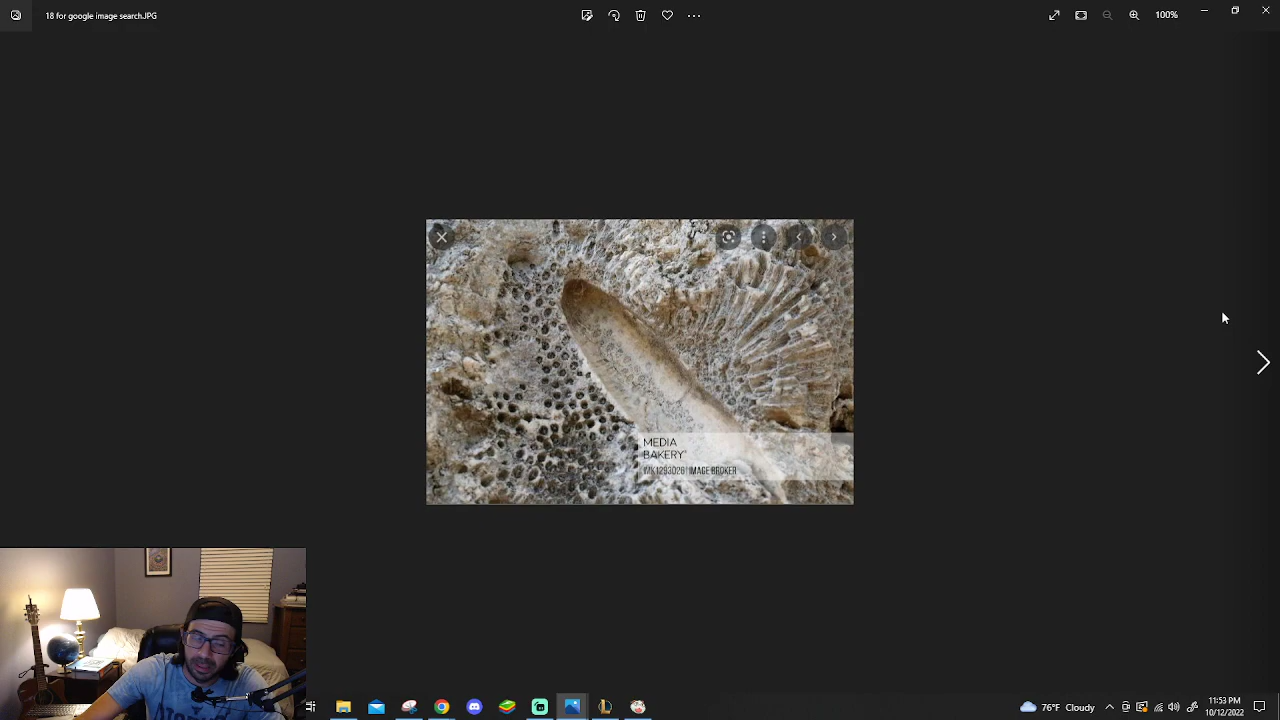 18 for google image search.JPG
100%
MEDIA
BAKERY
IMK1293028 IMAGE BROKER
76°F Cloudy
11:53 PM
10/12/2022